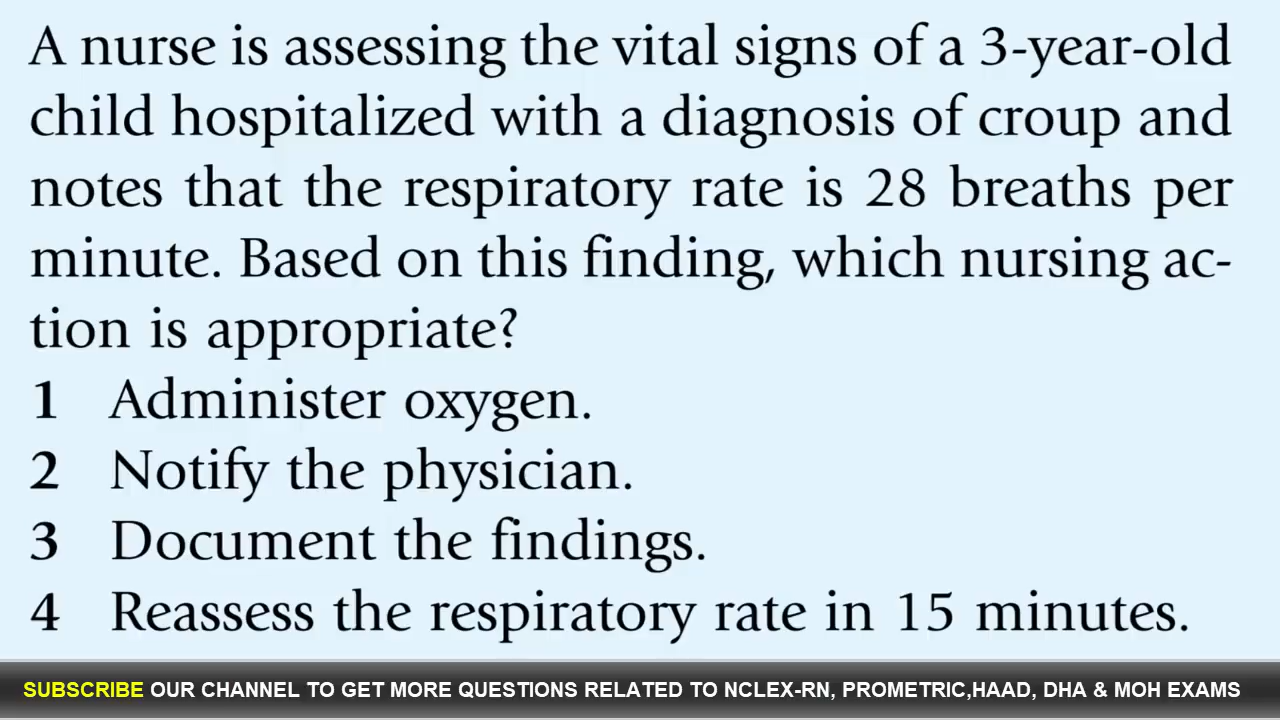 A nurse is assessing the vital signs of a 3-year-old
child hospitalized with a diagnosis of croup and
notes that the respiratory rate is 28 breaths per
minute. Based on this finding, which nursing ac-
tion is appropriate?
1 Administer oxygen.
2 Notify the physician.
3 Document the findings.
4 Reassess the respiratory rate in 15 minutes.
SUBSCRIBE OUR CHANNEL TO GET MORE QUESTIONS RELATED TO NCLEX-RN, PROMETRIC,HAAD, DHA & MOH EXAMS